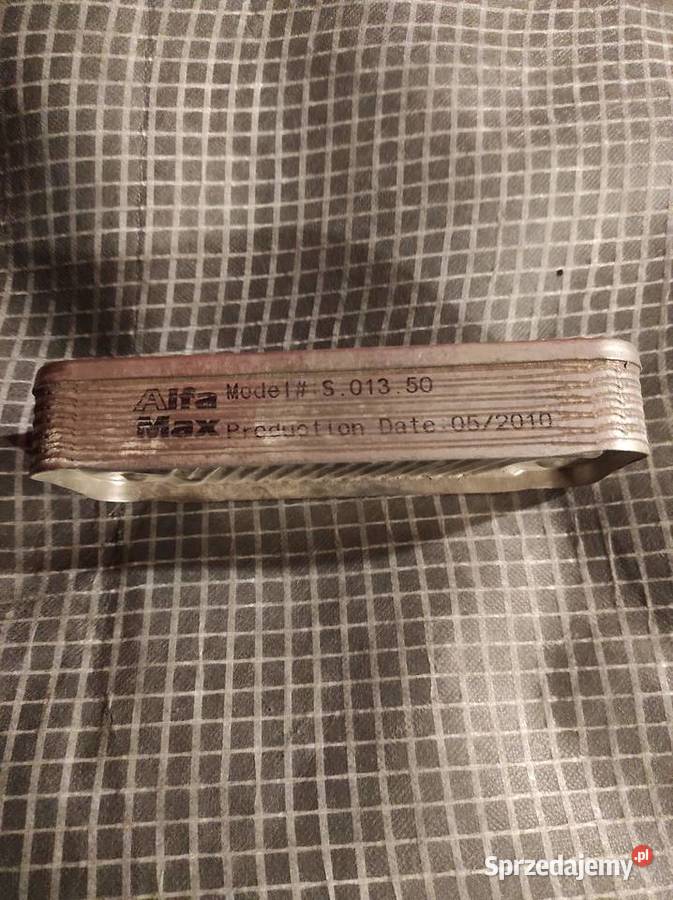 Alfa Model# S.013.50
Max Production Date 05/2010
Sprzedajemy.pl